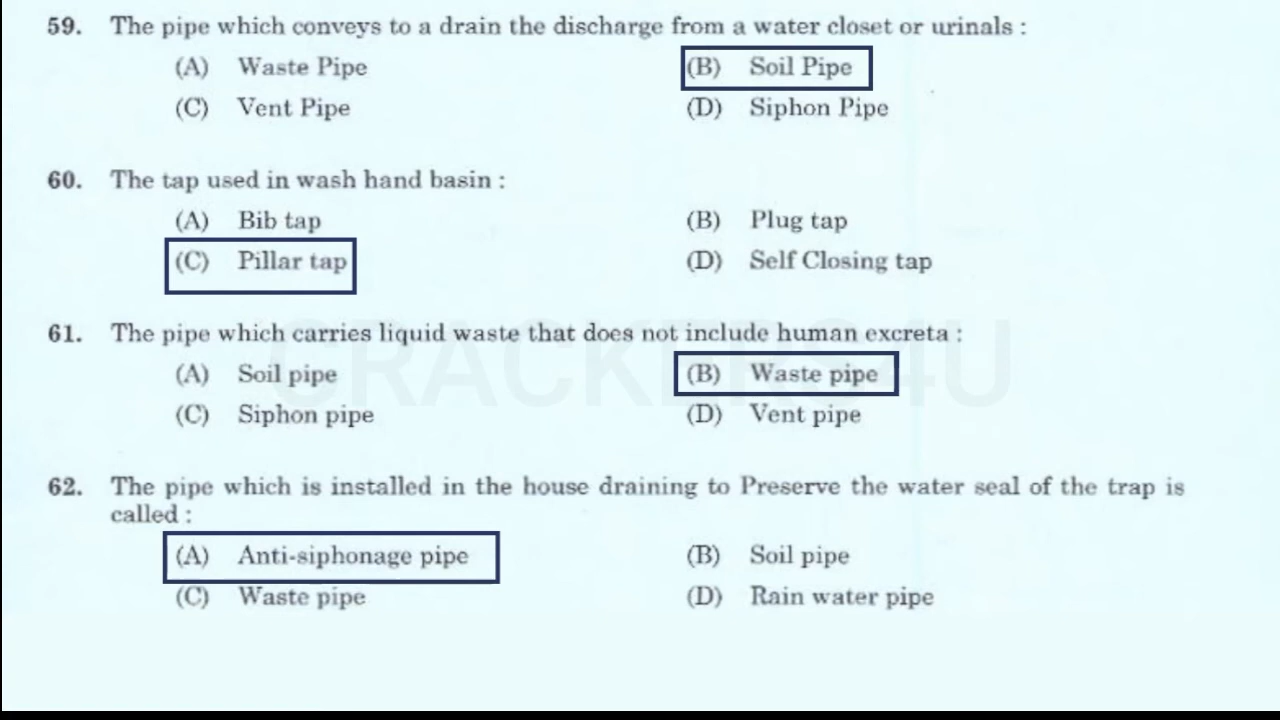 59. The pipe which conveys to a drain the discharge from a water closet or urinals :
(A) Waste Pipe (B) Soil Pipe
(C) Vent Pipe (D) Siphon Pipe
60. The tap used in wash hand basin :
(A) Bib tap (B) Plug tap
(C) Pillar tap (D) Self Closing tap
61. The pipe which carries liquid waste that does not include human excreta :
(A) Soil pipe (B) Waste pipe
(C) Siphon pipe (D) Vent pipe
CRACKERS4U
62. The pipe which is installed in the house draining to Preserve the water seal of the trap is
called :
(A) Anti-siphonage pipe (B) Soil pipe
(C) Waste pipe (D) Rain water pipe